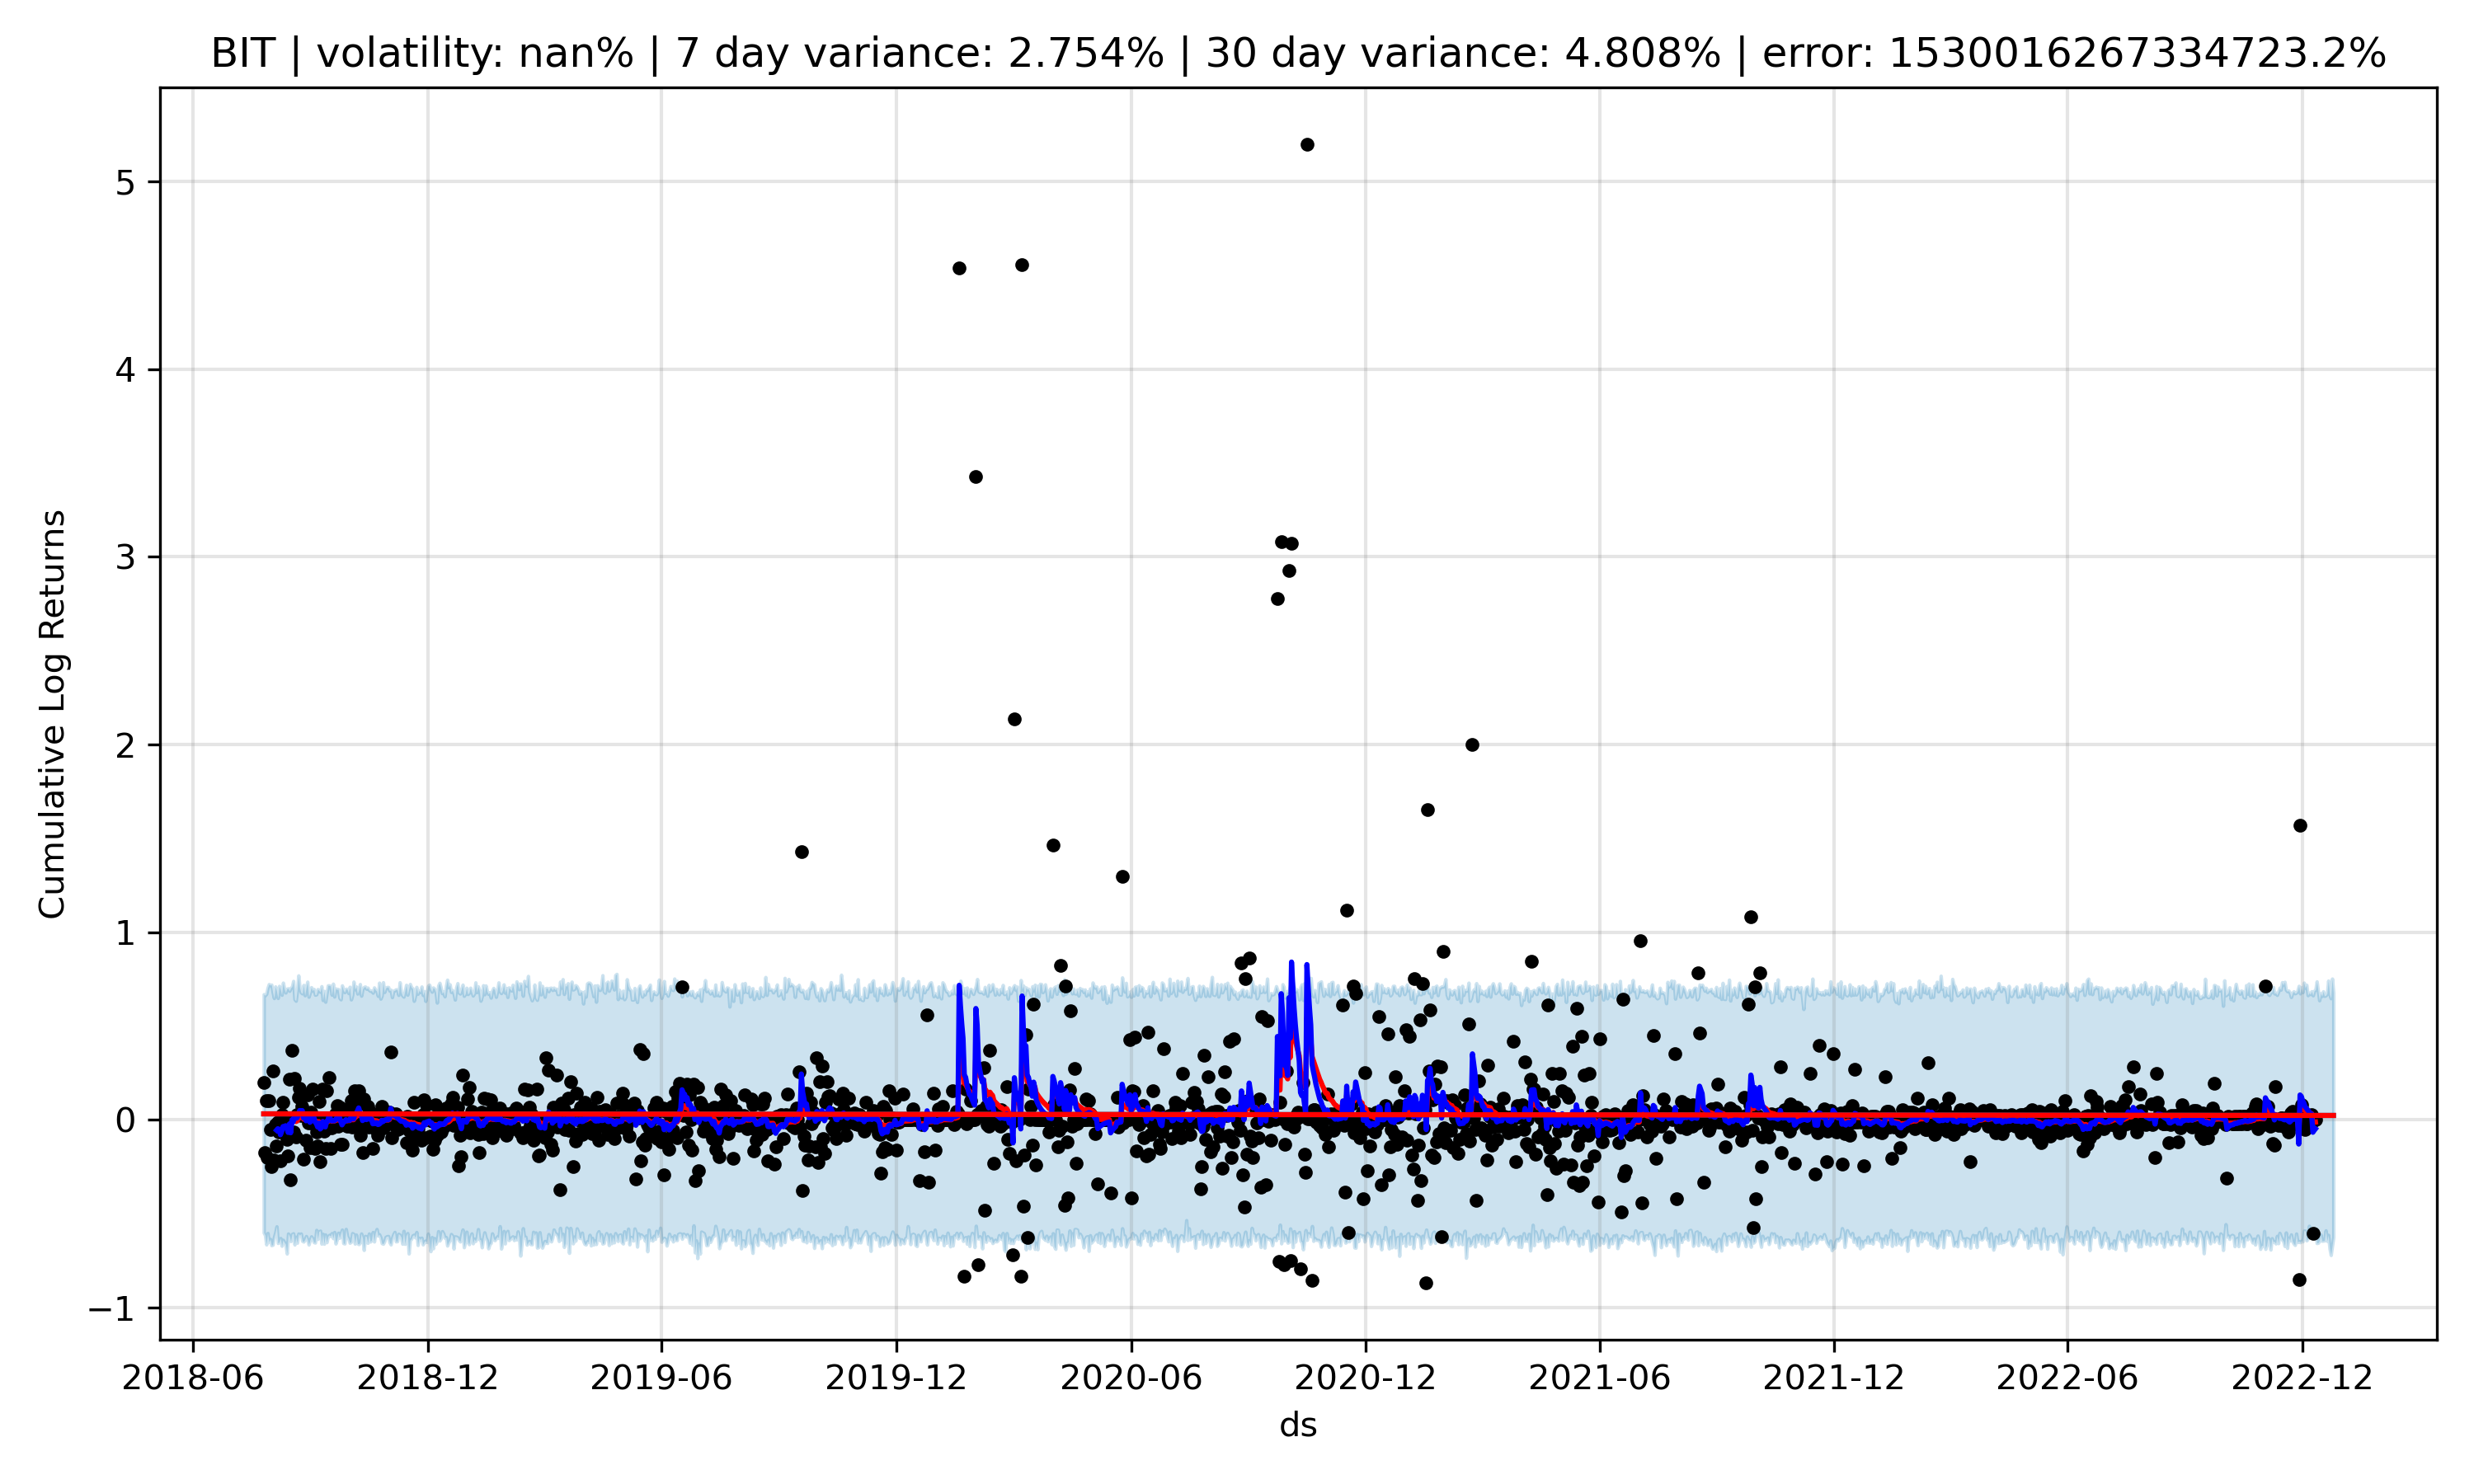 BIT | volatility: nan% | 7 day variance: 2.754% | 30 day variance: 4.808% | error: 1530016267334723.2%
Cumulative Log Returns
5
4
3
2
1
0
−1
2018-06 2018-12 2019-06 2019-12 2020-06 2020-12 2021-06 2021-12 2022-06 2022-12
ds